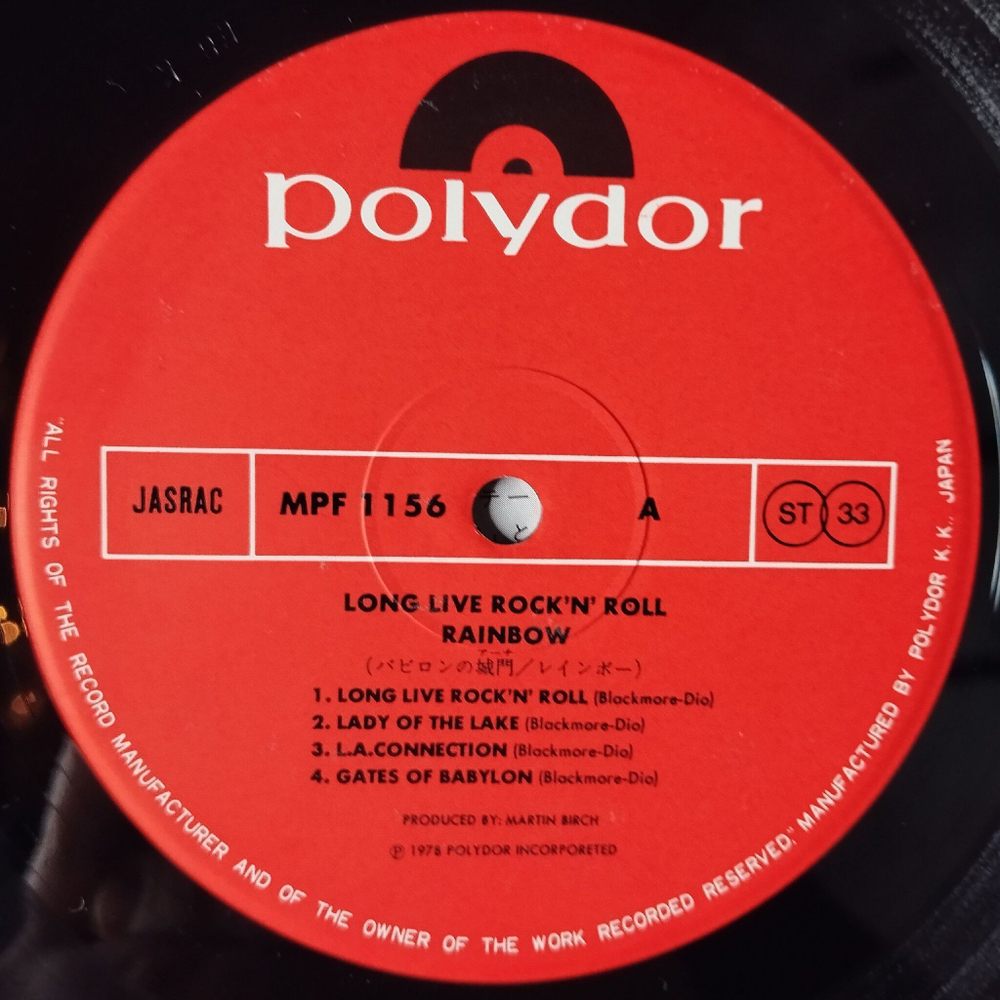 polydor
JASRAC
MPF 1156
A
ST 33
LONG LIVE ROCK'N' ROLL
RAINBOW
アーチ
(バビロンの城門/レインボー)
1. LONG LIVE ROCK'N' ROLL (Blackmore-Dio)
2. LADY OF THE LAKE (Blackmore-Dio)
3. L.A.CONNECTION (Blackmore-Dio)
4. GATES OF BABYLON (Blackmore-Dio)
PRODUCED BY: MARTIN BIRCH
Ⓟ 1978 POLYDOR INCORPORETED
"ALL RIGHTS OF THE RECORD MANUFACTURER AND OF THE OWNER OF THE WORK RECORDED RESERVED." MANUFACTURED BY POLYDOR K. K., JAPAN